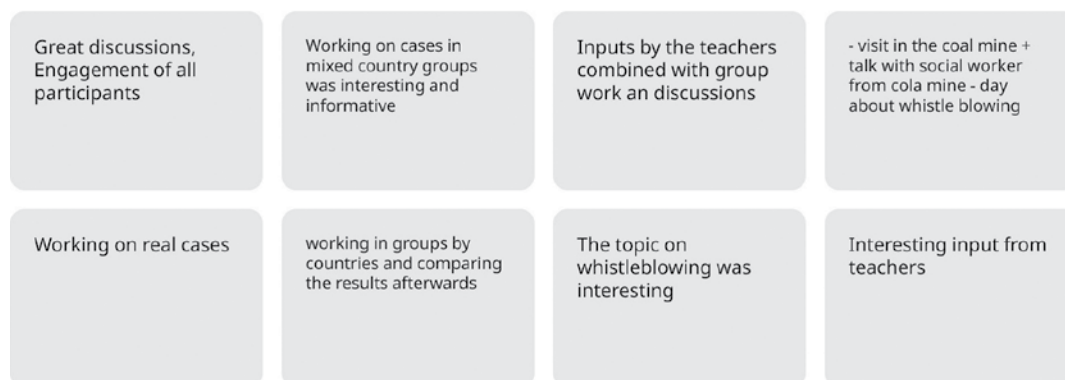 Great discussions,
Engagement of all
participants
Working on cases in
mixed country groups
was interesting and
informative
Inputs by the teachers
combined with group
work an discussions
- visit in the coal mine +
talk with social worker
from cola mine - day
about whistle blowing
Working on real cases
working in groups by
countries and comparing
the results afterwards
The topic on
whistleblowing was
interesting
Interesting input from
teachers